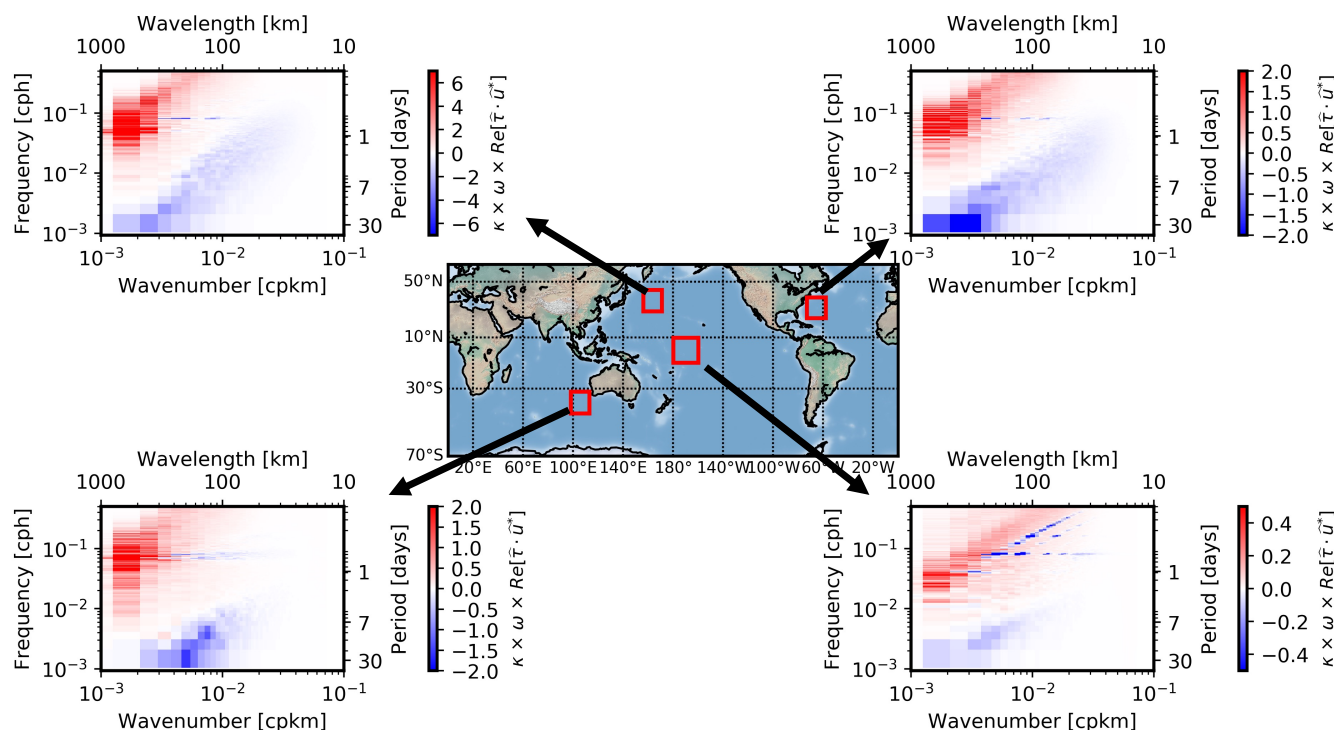 Wavelength [km]
1000 100 10
Frequency [cph]
10⁻¹
10⁻²
10⁻³
1
7
30
Period [days]
10⁻³ 10⁻² 10⁻¹
Wavenumber [cpkm]
6
4
2
0
−2
−4
−6
κ × ω × Re[τ̂ · û*]
Wavelength [km]
1000 100 10
Frequency [cph]
10⁻¹
10⁻²
10⁻³
1
7
30
Period [days]
10⁻³ 10⁻² 10⁻¹
Wavenumber [cpkm]
2.0
1.5
1.0
0.5
0.0
−0.5
−1.0
−1.5
−2.0
κ × ω × Re[τ̂ · û*]
50°N
10°N
30°S
70°S
20°E 60°E 100°E 140°E 180° 140°W 100°W 60°W 20°W
Wavelength [km]
1000 100 10
Frequency [cph]
10⁻¹
10⁻²
10⁻³
1
7
30
Period [days]
10⁻³ 10⁻² 10⁻¹
Wavenumber [cpkm]
2.0
1.5
1.0
0.5
0.0
−0.5
−1.0
−1.5
−2.0
κ × ω × Re[τ̂ · û*]
Wavelength [km]
1000 100 10
Frequency [cph]
10⁻¹
10⁻²
10⁻³
1
7
30
Period [days]
10⁻³ 10⁻² 10⁻¹
Wavenumber [cpkm]
0.4
0.2
0.0
−0.2
−0.4
κ × ω × Re[τ̂ · û*]